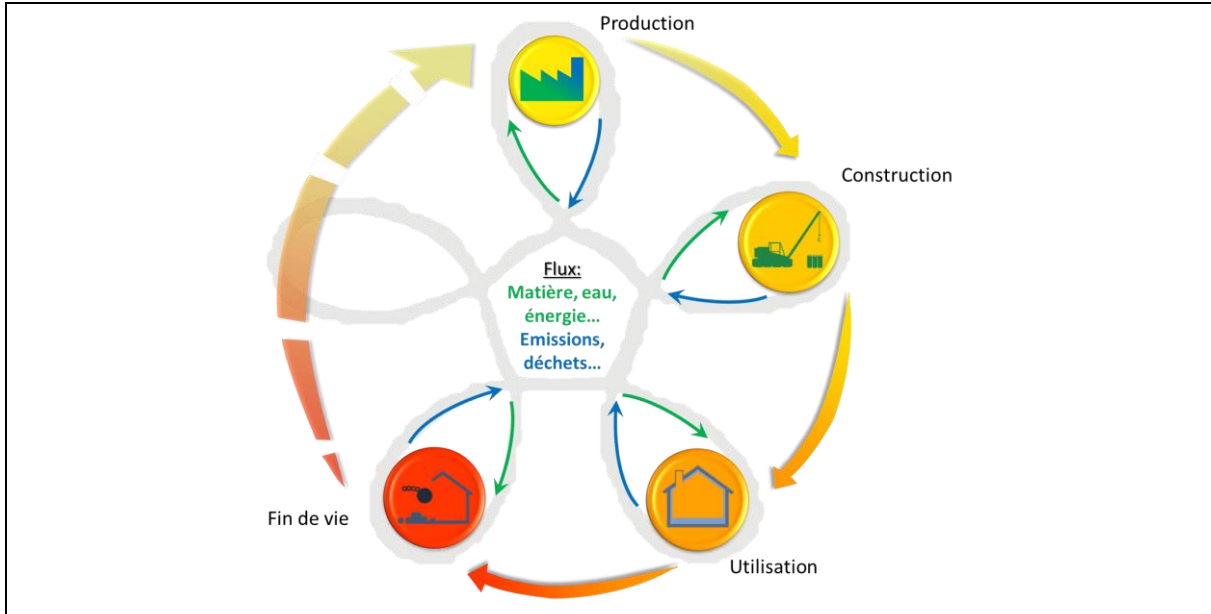 Production
Construction
Flux:
Matière, eau,
énergie...
Emissions,
déchets...
Fin de vie
Utilisation